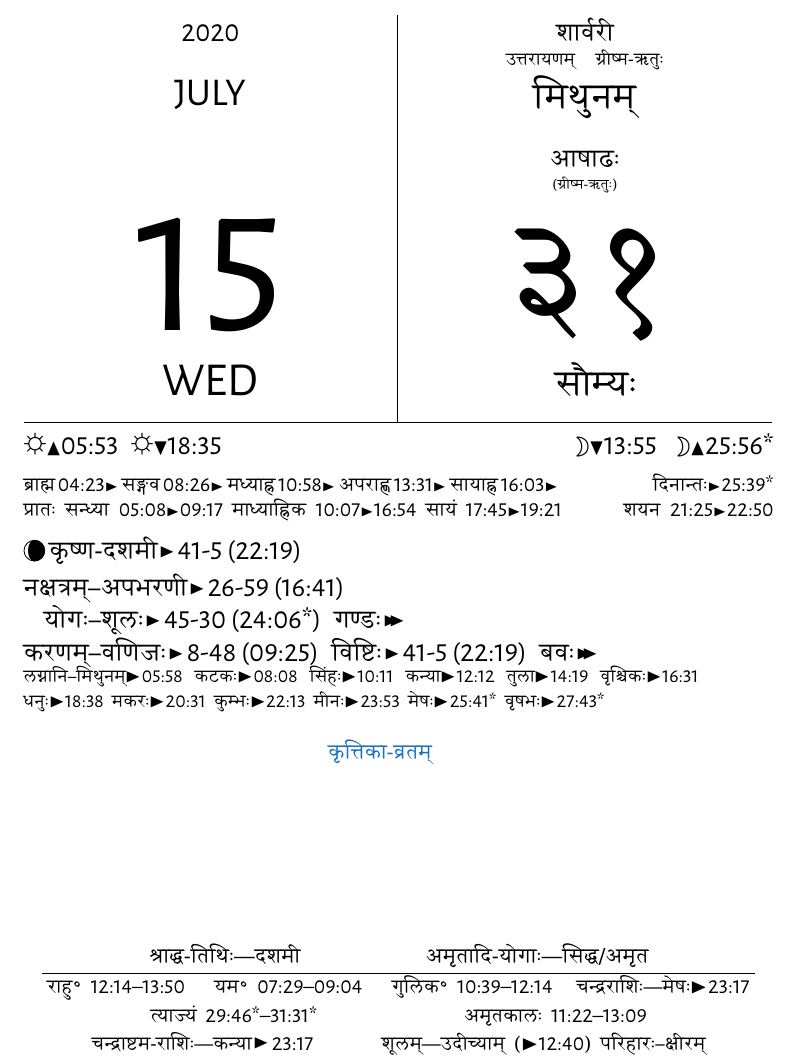 2020
JULY
15
WED
शार्वरी
उत्तरायणम् ग्रीष्म-ऋतुः
मिथुनम्
आषाढः
(ग्रीष्म-ऋतुः)
३१
सौम्यः
☼▲05:53 ☼▼18:35 ☽▼13:55 ☽▲25:56*
ब्राह्म 04:23► सङ्गव 08:26► मध्याह्न 10:58► अपराह्ण 13:31► सायाह्न 16:03► दिनान्तः►25:39*
प्रातः सन्ध्या 05:08►09:17 माध्याह्निक 10:07►16:54 सायं 17:45►19:21 शयन 21:25►22:50
कृष्ण-दशमी►41-5 (22:19)
नक्षत्रम्–अपभरणी►26-59 (16:41)
योगः–शूलः►45-30 (24:06*) गण्डः►►
करणम्–वणिजः►8-48 (09:25) विष्टिः►41-5 (22:19) बवः►►
लग्नानि–मिथुनम्►05:58 कटकः►08:08 सिंहः►10:11 कन्या►12:12 तुला►14:19 वृश्चिकः►16:31
धनुः►18:38 मकरः►20:31 कुम्भः►22:13 मीनः►23:53 मेषः►25:41* वृषभः►27:43*
कृत्तिका-व्रतम्
श्राद्ध-तिथिः—दशमी अमृतादि-योगाः—सिद्ध/अमृत
राहु° 12:14–13:50 यम° 07:29–09:04 गुलिक° 10:39–12:14 चन्द्रराशिः—मेषः►23:17
त्याज्यं 29:46*–31:31* अमृतकालः 11:22–13:09
चन्द्राष्टम-राशिः—कन्या►23:17 शूलम्—उदीच्याम् (►12:40) परिहारः–क्षीरम्